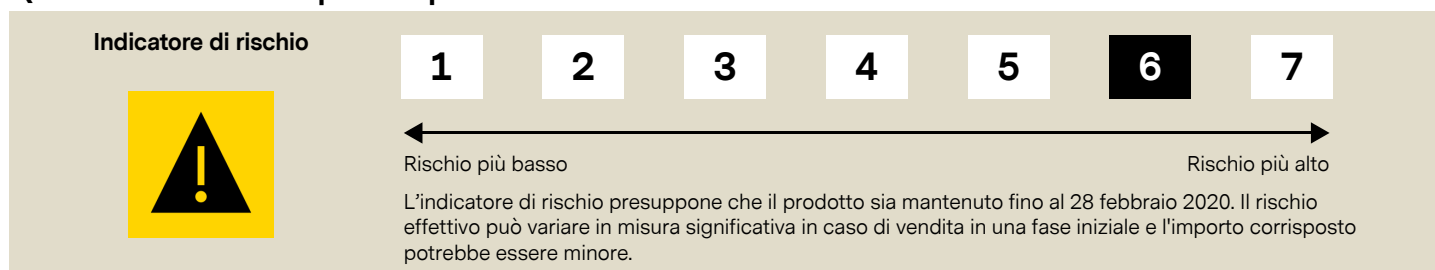 Indicatore di rischio
1 2 3 4 5 6 7
Rischio più basso Rischio più alto
L'indicatore di rischio presuppone che il prodotto sia mantenuto fino al 28 febbraio 2020. Il rischio
effettivo può variare in misura significativa in caso di vendita in una fase iniziale e l'importo corrisposto
potrebbe essere minore.